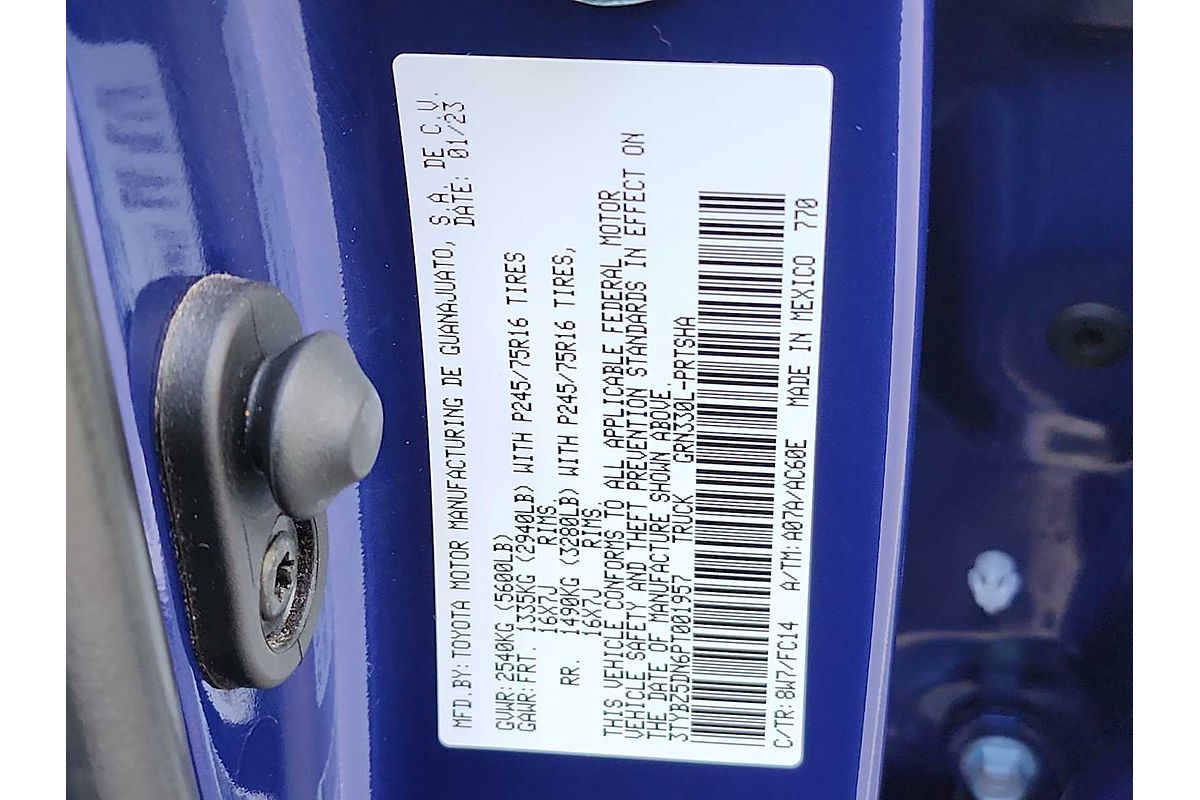 MFD.BY:TOYOTA MOTOR MANUFACTURING DE GUANAJUATO, S.A. DE C.V.
DATE: 01/23
GVWR:2540KG (5600LB)
GAWR:FRT. 1335KG (2940LB) WITH P245/75R16 TIRES
16X7J RIMS.
RR. 1490KG (3280LB) WITH P245/75R16 TIRES,
16X7J RIMS.
THIS VEHICLE CONFORMS TO ALL APPLICABLE FEDERAL MOTOR
VEHICLE SAFETY AND THEFT PREVENTION STANDARDS IN EFFECT ON
THE DATE OF MANUFACTURE SHOWN ABOVE.
3TYBZ5DN6PT001957 TRUCK GRN330L-PRTSHA
C/TR:8W7/FC14 A/TM:A07A/AC60E MADE IN MEXICO 770